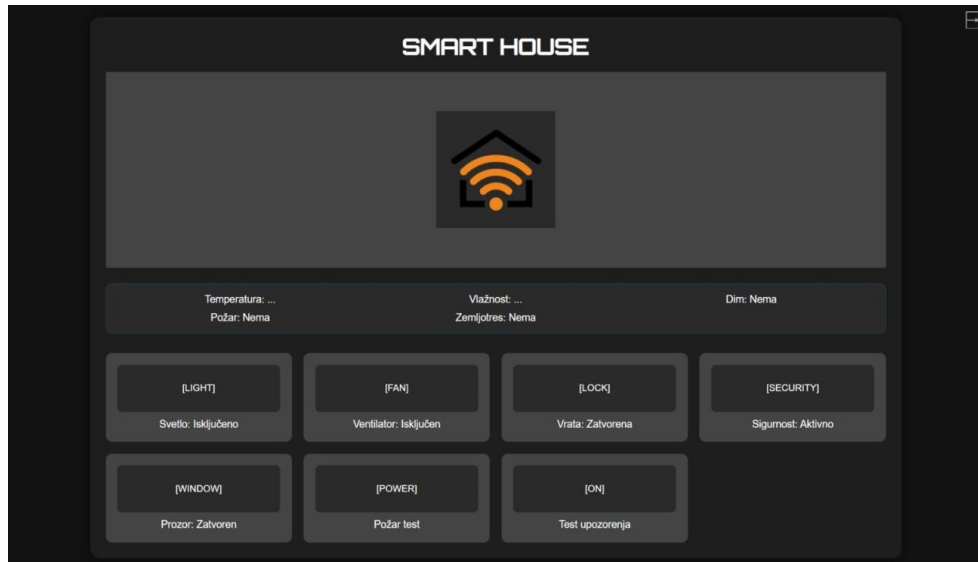 SMART HOUSE
Temperatura: ... Vlažnost: ... Dim: Nema
Požar: Nema Zemljotres: Nema
[LIGHT] [FAN] [LOCK] [SECURITY]
Svetlo: Isključeno Ventilator: Isključen Vrata: Zatvorena Sigurnost: Aktivno
[WINDOW] [POWER] [ON]
Prozor: Zatvoren Požar test Test upozorenja